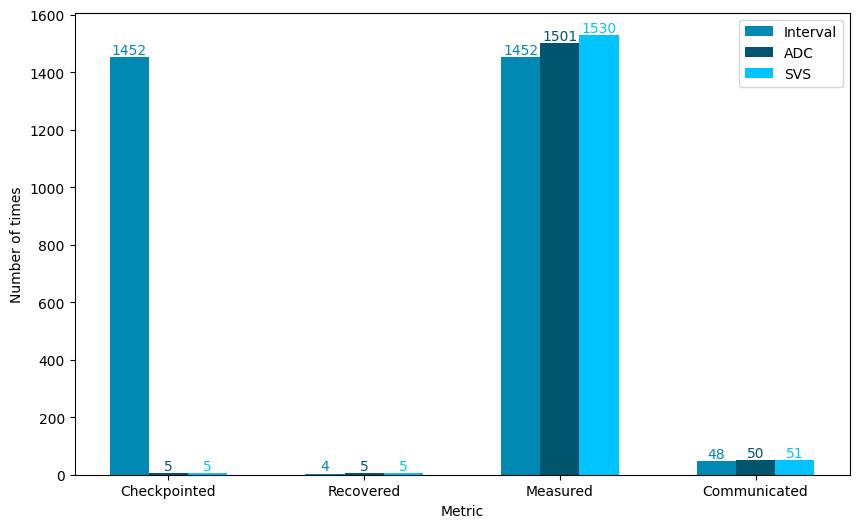 1600
1400
1200
1000
800
600
400
200
0
Number of times
1452
5
5
4
5
5
1452
1501
1530
48
50
51
Interval
ADC
SVS
Checkpointed
Recovered
Measured
Communicated
Metric